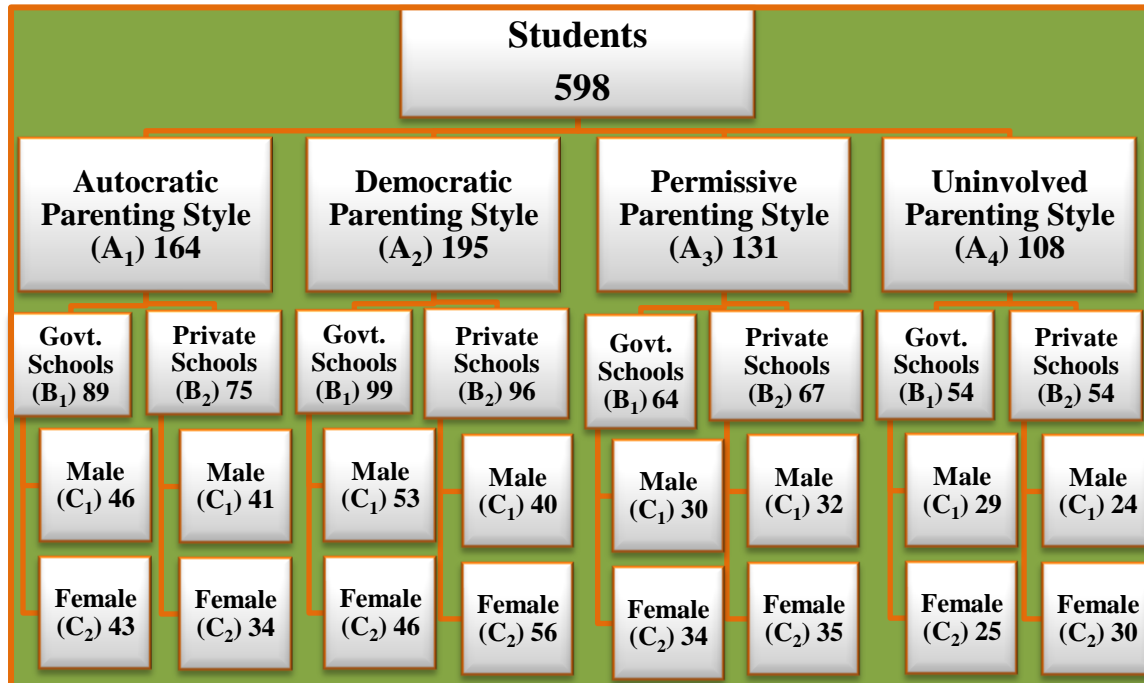 Students
598
Autocratic
Parenting Style
(A₁) 164
Democratic
Parenting Style
(A₂) 195
Permissive
Parenting Style
(A₃) 131
Uninvolved
Parenting Style
(A₄) 108
Govt.
Schools
(B₁) 89
Private
Schools
(B₂) 75
Govt.
Schools
(B₁) 99
Private
Schools
(B₂) 96
Govt.
Schools
(B₁) 64
Private
Schools
(B₂) 67
Govt.
Schools
(B₁) 54
Private
Schools
(B₂) 54
Male
(C₁) 46
Male
(C₁) 41
Male
(C₁) 53
Male
(C₁) 40
Male
(C₁) 30
Male
(C₁) 32
Male
(C₁) 29
Male
(C₁) 24
Female
(C₂) 43
Female
(C₂) 34
Female
(C₂) 46
Female
(C₂) 56
Female
(C₂) 34
Female
(C₂) 35
Female
(C₂) 25
Female
(C₂) 30